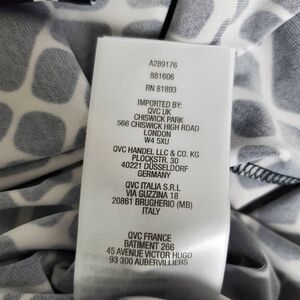 A289176
881606
RN 81893
IMPORTED BY:
QVC UK
CHISWICK PARK
566 CHISWICK HIGH ROAD
LONDON
W4 5XU
QVC HANDEL LLC & CO. KG
PLOCKSTR. 30
40221 DÜSSELDORF
GERMANY
QVC ITALIA S.R.L
VIA GUZZINA 18
20861 BRUGHERIO (MB)
ITALY
QVC FRANCE
BATIMENT 266
45 AVENUE VICTOR HUGO
93 300 AUBERVILLIERS